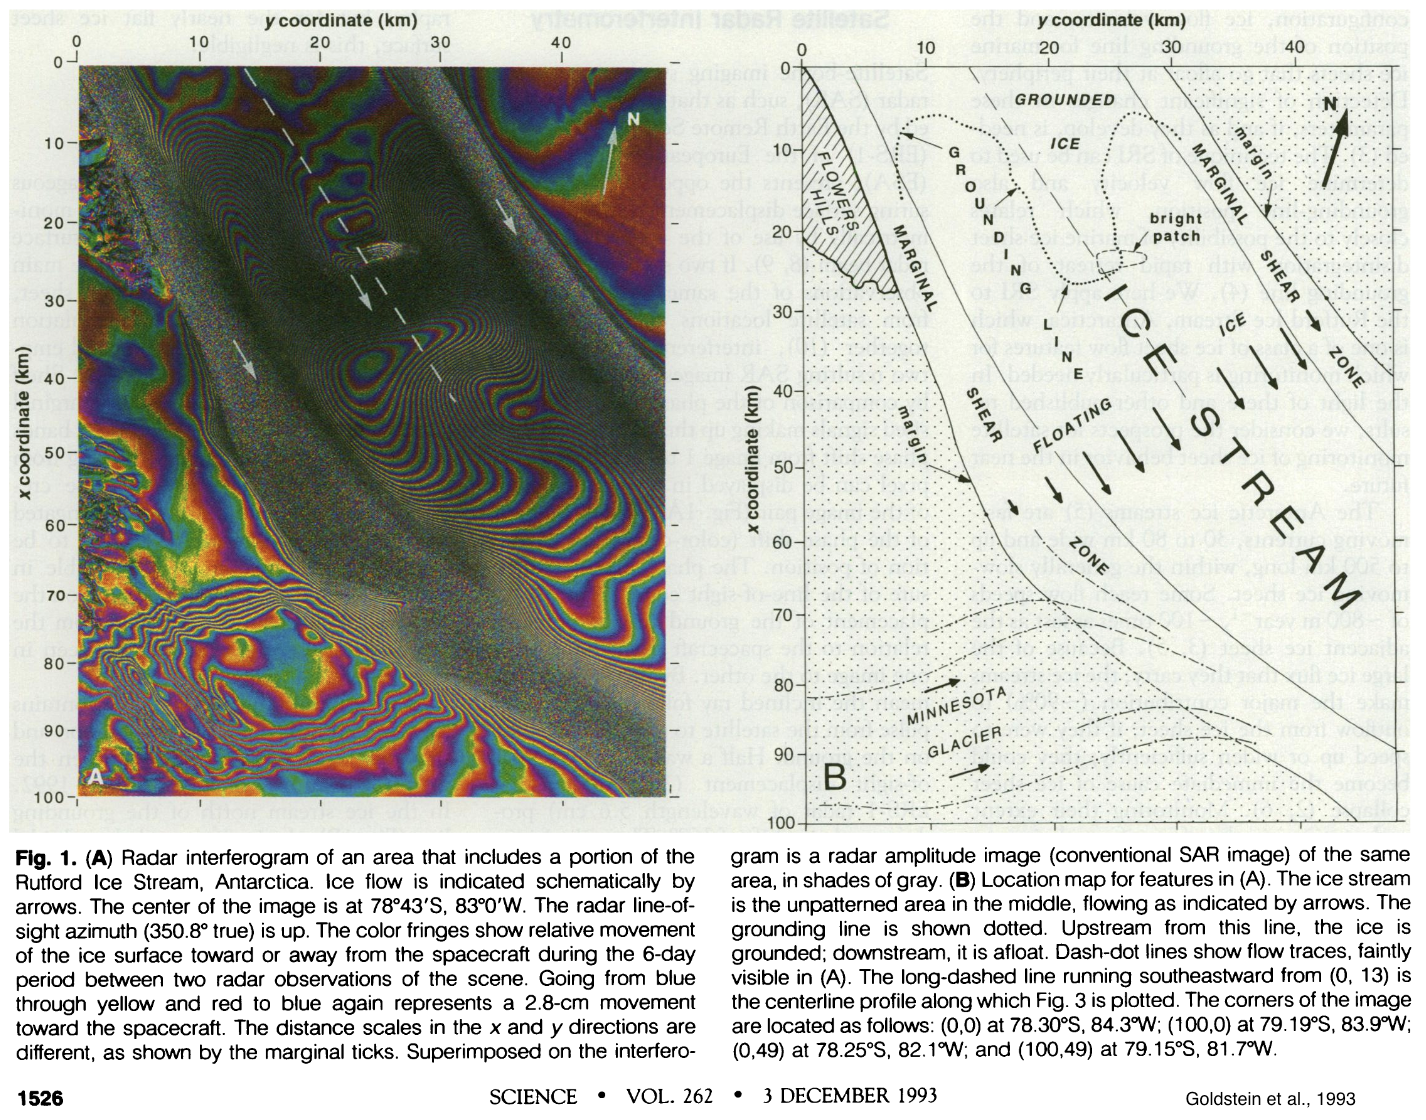 y coordinate (km)
0 10 20 30 40
0
10
20
30
40
50
60
70
80
90
100
x coordinate (km)
N
A
y coordinate (km)
0 10 20 30 40
0
10
20
30
40
50
60
70
80
90
100
x coordinate (km)
GROUNDED
ICE
N
FLOWERS
HILLS
GROUNDING
LINE
MARGINAL
SHEAR
ZONE
margin
MARGINAL
SHEAR
ZONE
margin
bright
patch
ICE STREAM
FLOATING
ICE
MINNESOTA
GLACIER
B
Fig. 1. (A) Radar interferogram of an area that includes a portion of the
Rutford Ice Stream, Antarctica. Ice flow is indicated schematically by
arrows. The center of the image is at 78°43′S, 83°0′W. The radar line-of-
sight azimuth (350.8° true) is up. The color fringes show relative movement
of the ice surface toward or away from the spacecraft during the 6-day
period between two radar observations of the scene. Going from blue
through yellow and red to blue again represents a 2.8-cm movement
toward the spacecraft. The distance scales in the x and y directions are
different, as shown by the marginal ticks. Superimposed on the interfero-
gram is a radar amplitude image (conventional SAR image) of the same
area, in shades of gray. (B) Location map for features in (A). The ice stream
is the unpatterned area in the middle, flowing as indicated by arrows. The
grounding line is shown dotted. Upstream from this line, the ice is
grounded; downstream, it is afloat. Dash-dot lines show flow traces, faintly
visible in (A). The long-dashed line running southeastward from (0, 13) is
the centerline profile along which Fig. 3 is plotted. The corners of the image
are located as follows: (0,0) at 78.30°S, 84.3°W; (100,0) at 79.19°S, 83.9°W;
(0,49) at 78.25°S, 82.1°W; and (100,49) at 79.15°S, 81.7°W.
1526
SCIENCE • VOL. 262 • 3 DECEMBER 1993
Goldstein et al., 1993